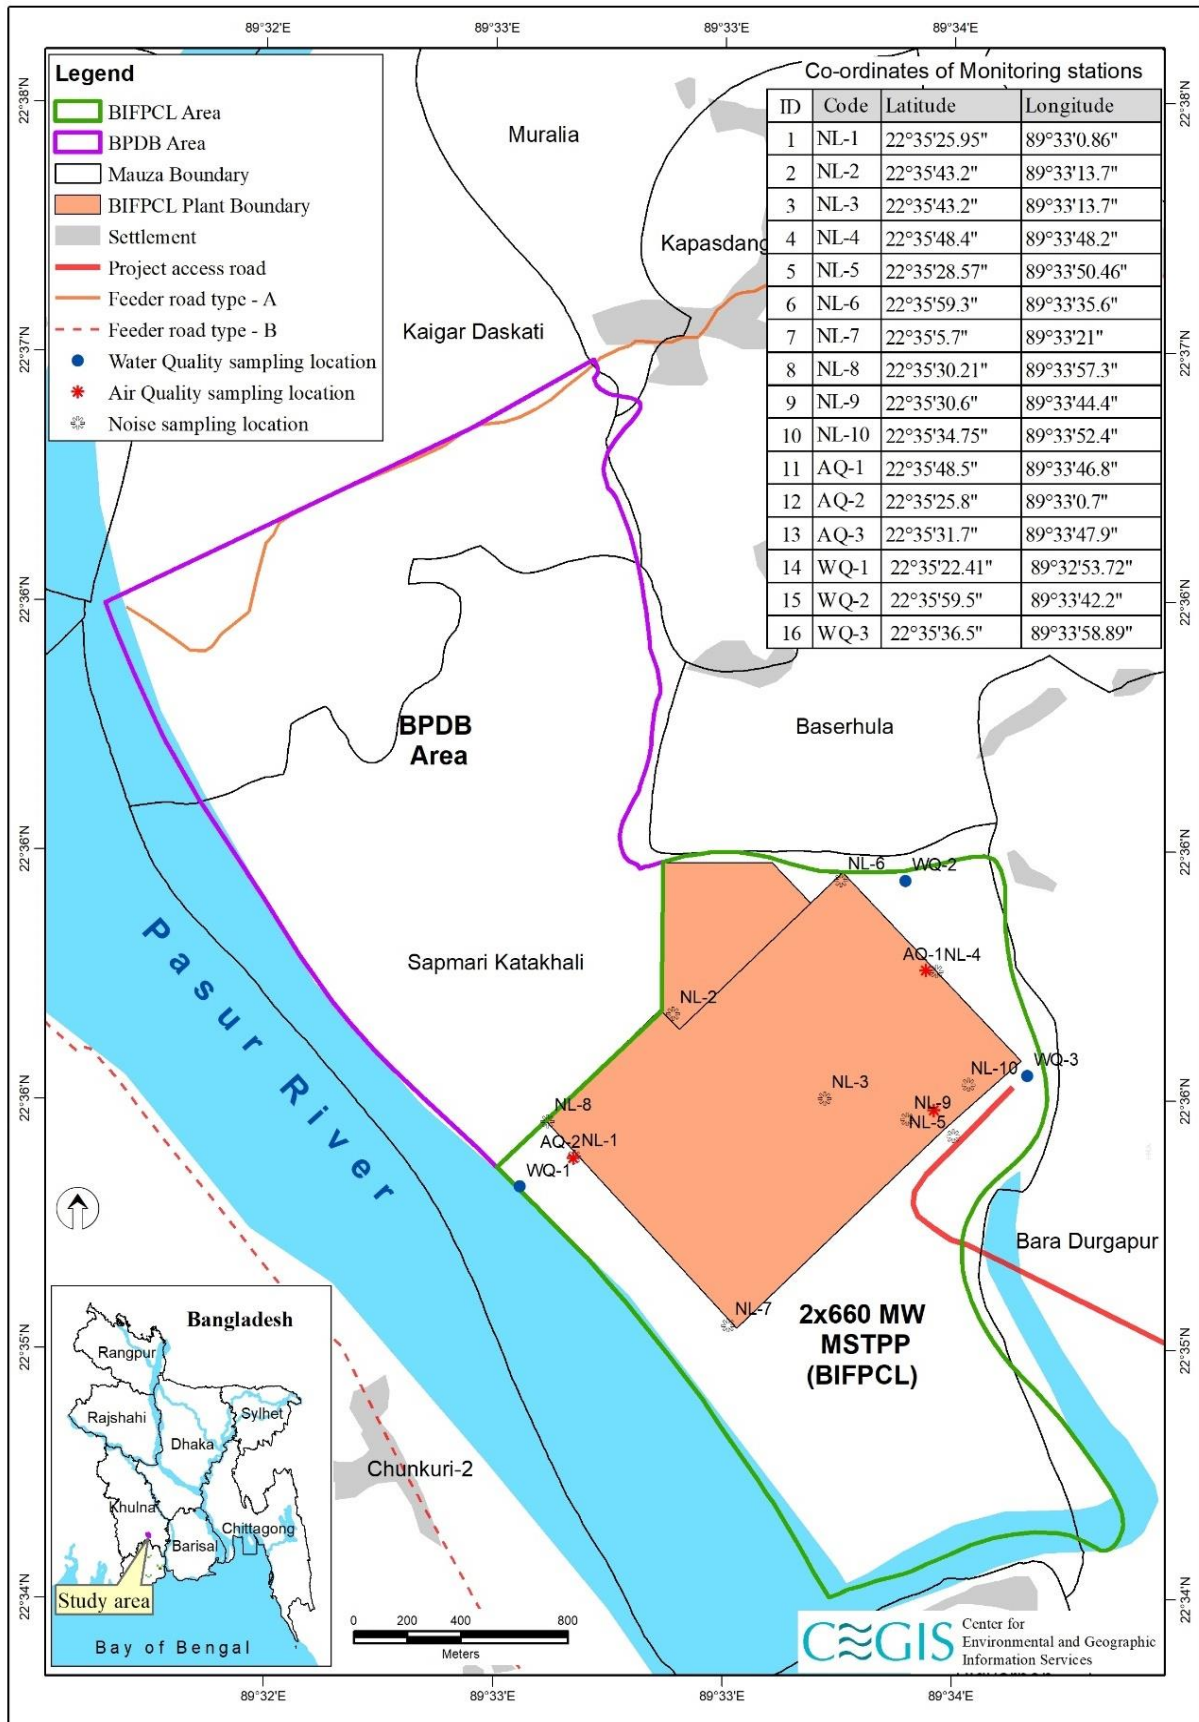 89°32'E 89°33'E 89°33'E 89°34'E
22°38'N
22°37'N
22°36'N
22°36'N
22°36'N
22°35'N
22°34'N
Legend
BIFPCL Area
BPDB Area
Mauza Boundary
BIFPCL Plant Boundary
Settlement
Project access road
Feeder road type - A
Feeder road type - B
Water Quality sampling location
Air Quality sampling location
Noise sampling location
Co-ordinates of Monitoring stations
ID Code Latitude Longitude
1 NL-1 22°35'25.95" 89°33'0.86"
2 NL-2 22°35'43.2" 89°33'13.7"
3 NL-3 22°35'43.2" 89°33'13.7"
4 NL-4 22°35'48.4" 89°33'48.2"
5 NL-5 22°35'28.57" 89°33'50.46"
6 NL-6 22°35'59.3" 89°33'35.6"
7 NL-7 22°35'5.7" 89°33'21"
8 NL-8 22°35'30.21" 89°33'57.3"
9 NL-9 22°35'30.6" 89°33'44.4"
10 NL-10 22°35'34.75" 89°33'52.4"
11 AQ-1 22°35'48.5" 89°33'46.8"
12 AQ-2 22°35'25.8" 89°33'0.7"
13 AQ-3 22°35'31.7" 89°33'47.9"
14 WQ-1 22°35'22.41" 89°32'53.72"
15 WQ-2 22°35'59.5" 89°33'42.2"
16 WQ-3 22°35'36.5" 89°33'58.89"
Muralia
Kapasdang
Kaigar Daskati
BPDB
Area
Baserhula
NL-6 WQ-2
Sapmari Katakhali
AQ-1 NL-4
NL-2
Pasur River
WQ-3
NL-10
NL-3
NL-9
NL-8
NL-5
AQ-2 NL-1
WQ-1
Bara Durgapur
NL-7
2x660 MW
MSTPP
(BIFPCL)
Chunkuri-2
Bangladesh
Rangpur
Rajshahi
Sylhet
Dhaka
Khulna
Chittagong
Barisal
Study area
Bay of Bengal
0 200 400 800
Meters
CEGIS
Center for
Environmental and Geographic
Information Services
22°38'N
22°37'N
22°36'N
22°36'N
22°36'N
22°35'N
22°34'N
89°32'E 89°33'E 89°33'E 89°34'E